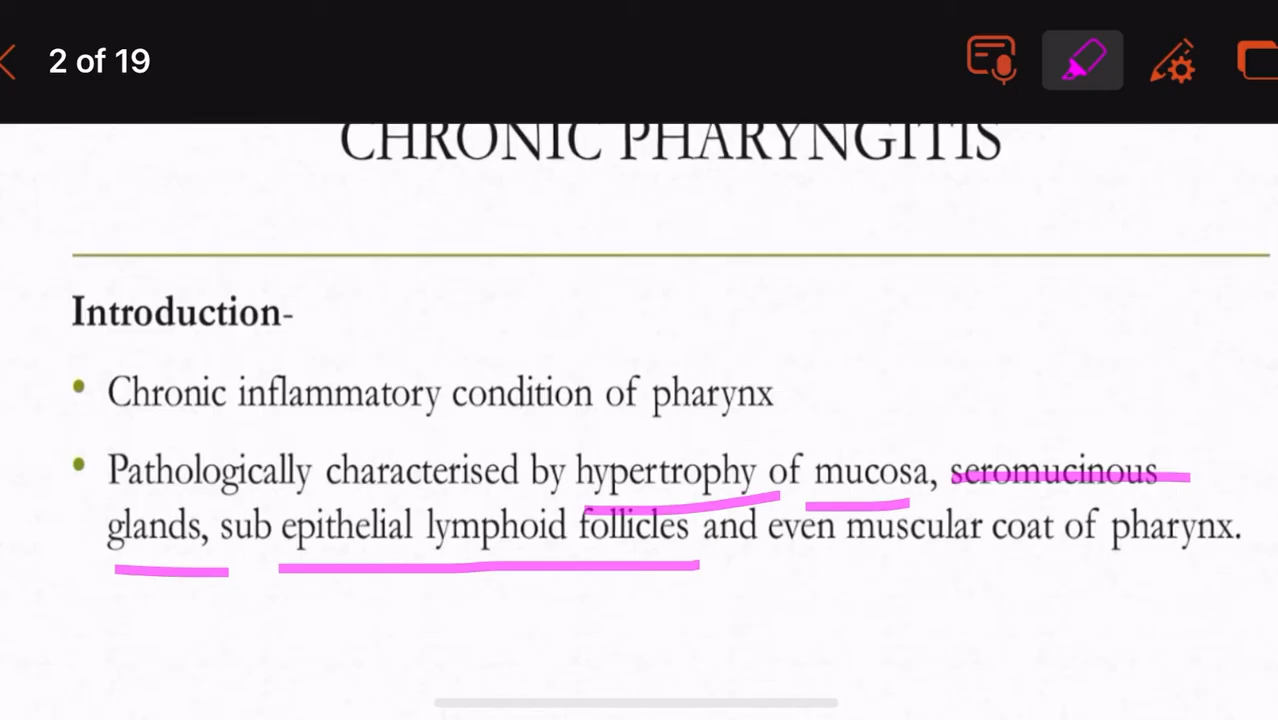 2 of 19
CHRONIC PHARYNGITIS
Introduction-
• Chronic inflammatory condition of pharynx
• Pathologically characterised by hypertrophy of mucosa, seromucinous
glands, sub epithelial lymphoid follicles and even muscular coat of pharynx.